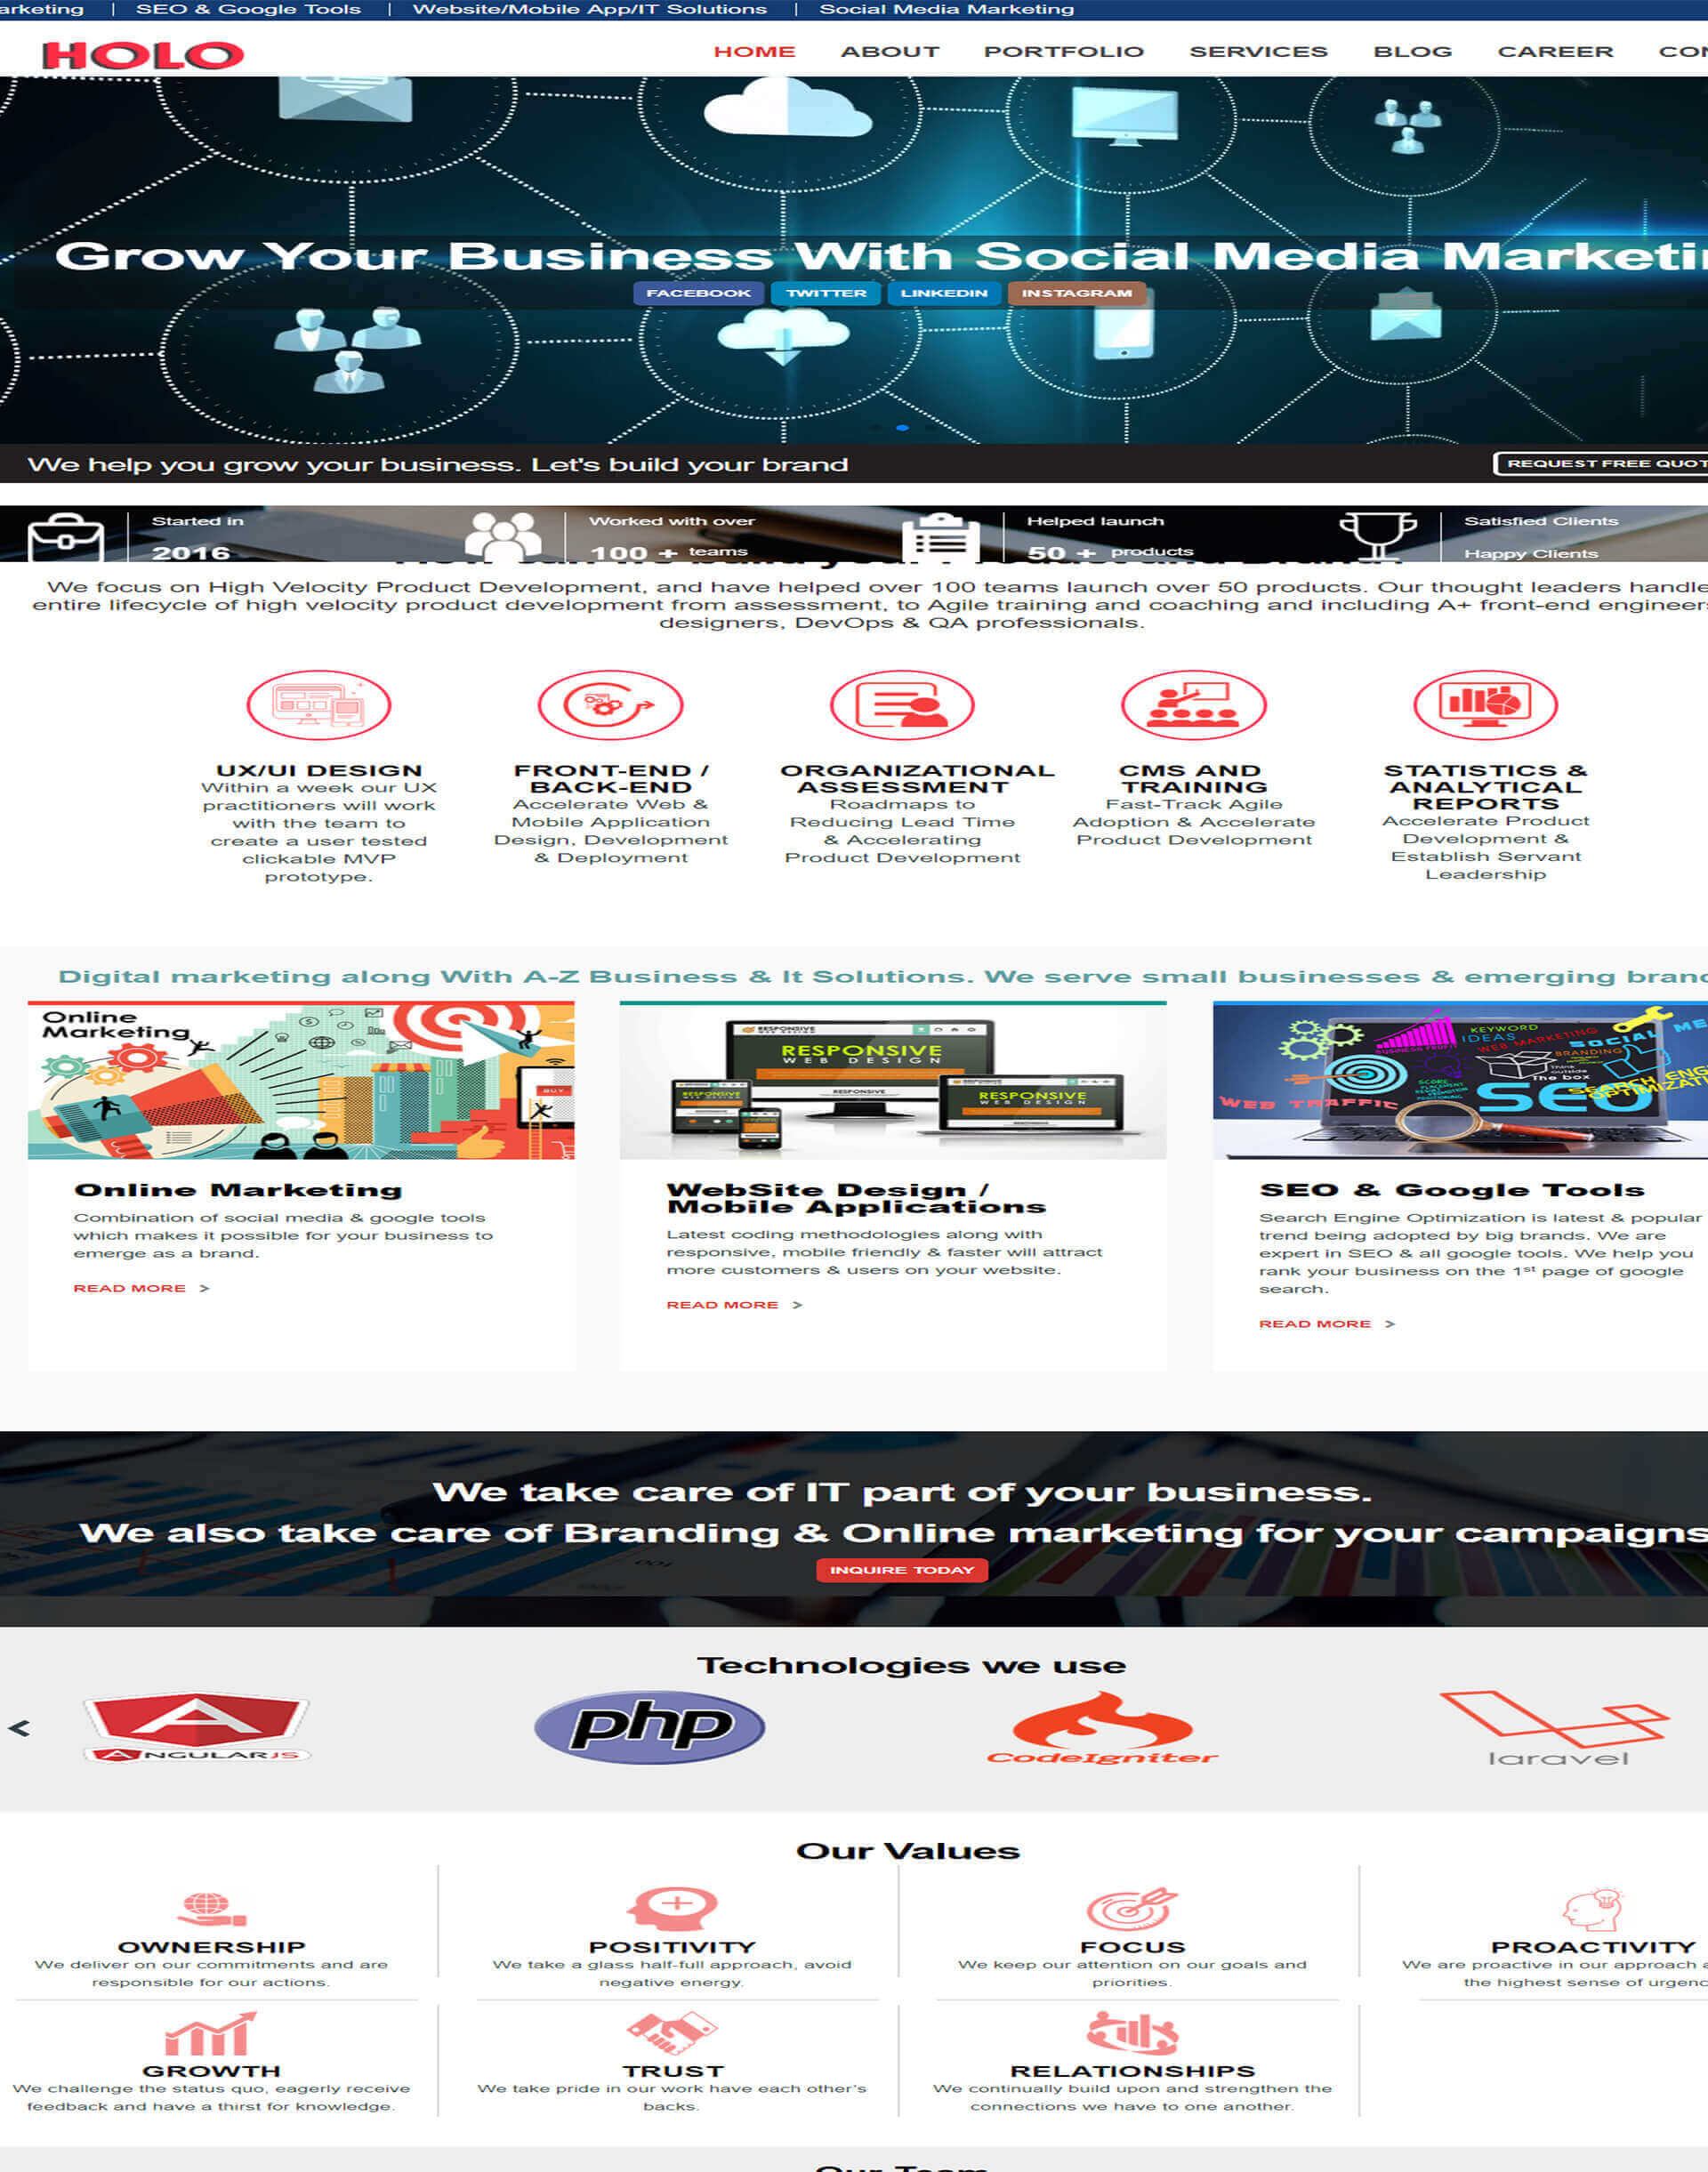 SEO & Google Tools | Website/Mobile App/IT Solutions | Social Media Marketing
HOLO
HOME ABOUT PORTFOLIO SERVICES BLOG CAREER
Grow Your Business With Social Media
FACEBOOK TWITTER LINKEDIN INSTAGRAM
We help you grow your business. Let's build your brand
REQUEST FREE
Started in
2016
Worked with over
100 + teams
Helped launch
50 + products
Satisfied Clients
Happy Clients
We focus on High Velocity Product Development, and have helped over 100 teams launch over 50 products. Our thought leaders handle
entire lifecycle of high velocity product development from assessment, to Agile training and coaching and including A+ front-end
designers, DevOps & QA professionals.
UX/UI DESIGN
Within a week our UX
practitioners will work
with the team to
create a user tested
clickable MVP
prototype.
FRONT-END /
BACK-END
Accelerate Web &
Mobile Application
Design, Development
& Deployment
ORGANIZATIONAL
ASSESSMENT
Roadmaps to
Reducing Lead Time
& Accelerating
Product Development
CMS AND
TRAINING
Fast-Track Agile
Adoption & Accelerate
Product Development
STATISTICS &
ANALYTICAL
REPORTS
Accelerate Product
Development &
Establish Servant
Leadership
Digital marketing along With A-Z Business & It Solutions. We serve small businesses & emerging
Online
Marketing
BUY
Online Marketing
Combination of social media & google tools
which makes it possible for your business to
emerge as a brand.
READ MORE >
RESPONSIVE
WEB DESIGN
RESPONSIVE
RESPONSIVE
WEB DESIGN
WebSite Design /
Mobile Applications
Latest coding methodologies along with
responsive, mobile friendly & faster will attract
more customers & users on your website.
READ MORE >
KEYWORD
IDEAS
WEB MARKETING
SOCIAL
BRANDING
Think
outside
The box
SEO
WEB TRAFFIC
SEO & Google Tools
Search Engine Optimization is latest & popular
trend being adopted by big brands. We are
expert in SEO & all google tools. We help you
rank your business on the 1st page of google
search.
READ MORE >
We take care of IT part of your business.
We also take care of Branding & Online marketing for your campaigns
INQUIRE TODAY
Technologies we use
ANGULARJS
php
CodeIgniter
laravel
Our Values
OWNERSHIP
We deliver on our commitments and are
responsible for our actions.
POSITIVITY
We take a glass half-full approach, avoid
negative energy.
FOCUS
We keep our attention on our goals and
priorities.
PROACTIVITY
We are proactive in our approach
the highest sense of
GROWTH
We challenge the status quo, eagerly receive
feedback and have a thirst for knowledge.
TRUST
We take pride in our work have each other's
backs.
RELATIONSHIPS
We continually build upon and strengthen the
connections we have to one another.
Our Team